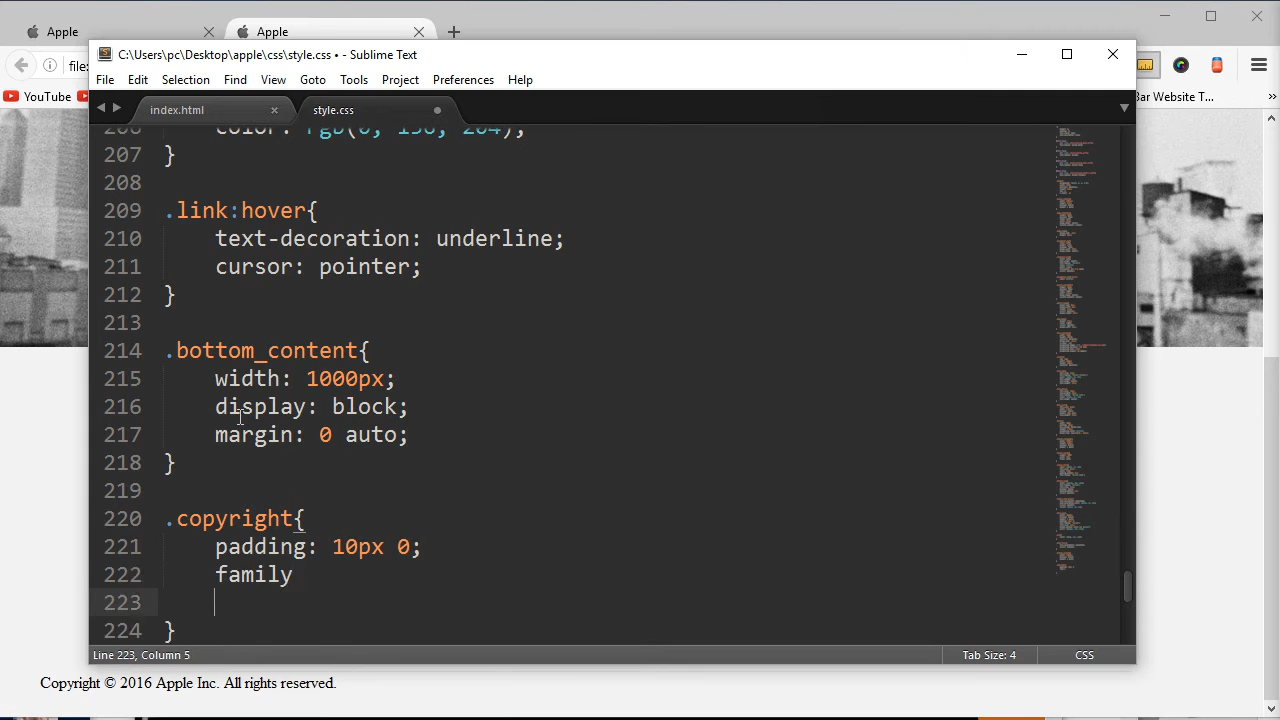 Apple
Apple
C:\Users\pc\Desktop\apple\css\style.css • - Sublime Text
file:
File Edit Selection Find View Goto Tools Project Preferences Help
YouTube
Bar Website T...
index.html
style.css
207 }
208
209 .link:hover{
210 text-decoration: underline;
211 cursor: pointer;
212 }
213
214 .bottom_content{
215 width: 1000px;
216 display: block;
217 margin: 0 auto;
218 }
219
220 .copyright{
221 padding: 10px 0;
222 family
223
224 }
Line 223, Column 5
Tab Size: 4
CSS
Copyright © 2016 Apple Inc. All rights reserved.